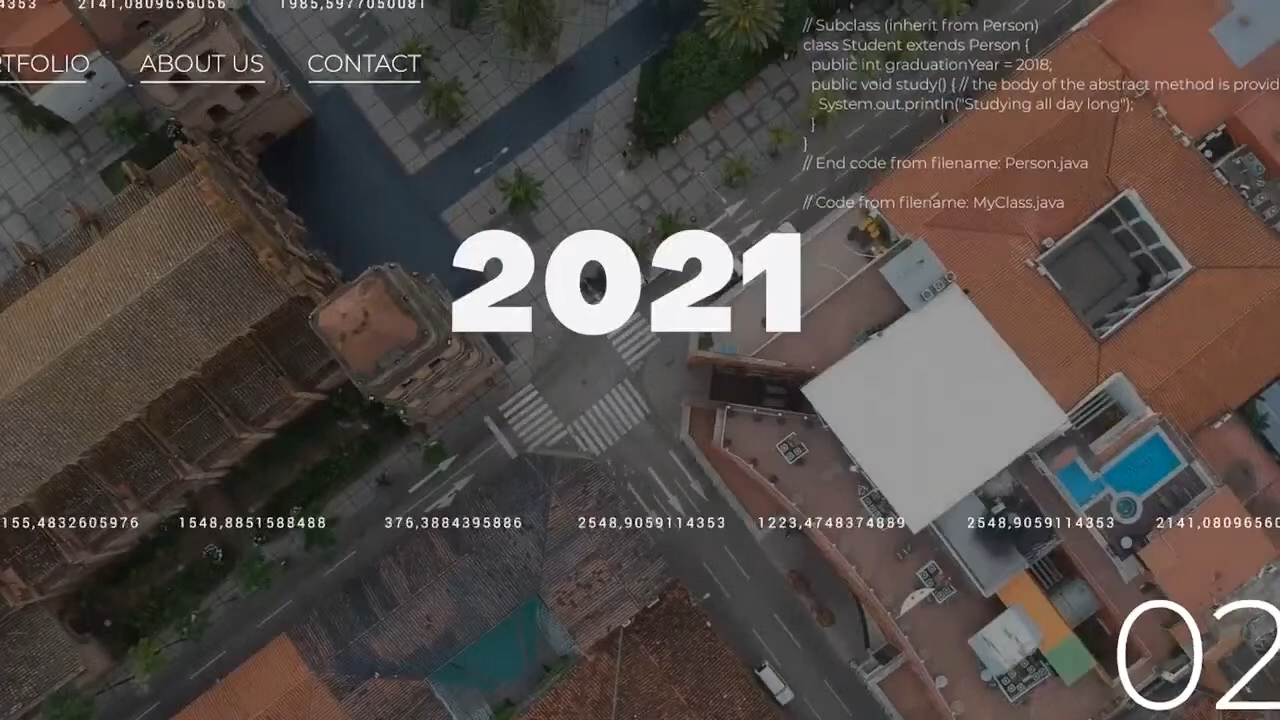 4353 2141,0809656056 1985,5977050081
RTFOLIO ABOUT US CONTACT
// Subclass (inherit from Person)
class Student extends Person {
public int graduationYear = 2018;
public void study() { // the body of the abstract method is provid
System.out.println("Studying all day long");
}
}
// End code from filename: Person.java
// Code from filename: MyClass.java
2021
155,4832605976 1548,8851588488 376,3884395886 2548,9059114353 1223,4748374889 2548,9059114353 2141,08096560
02